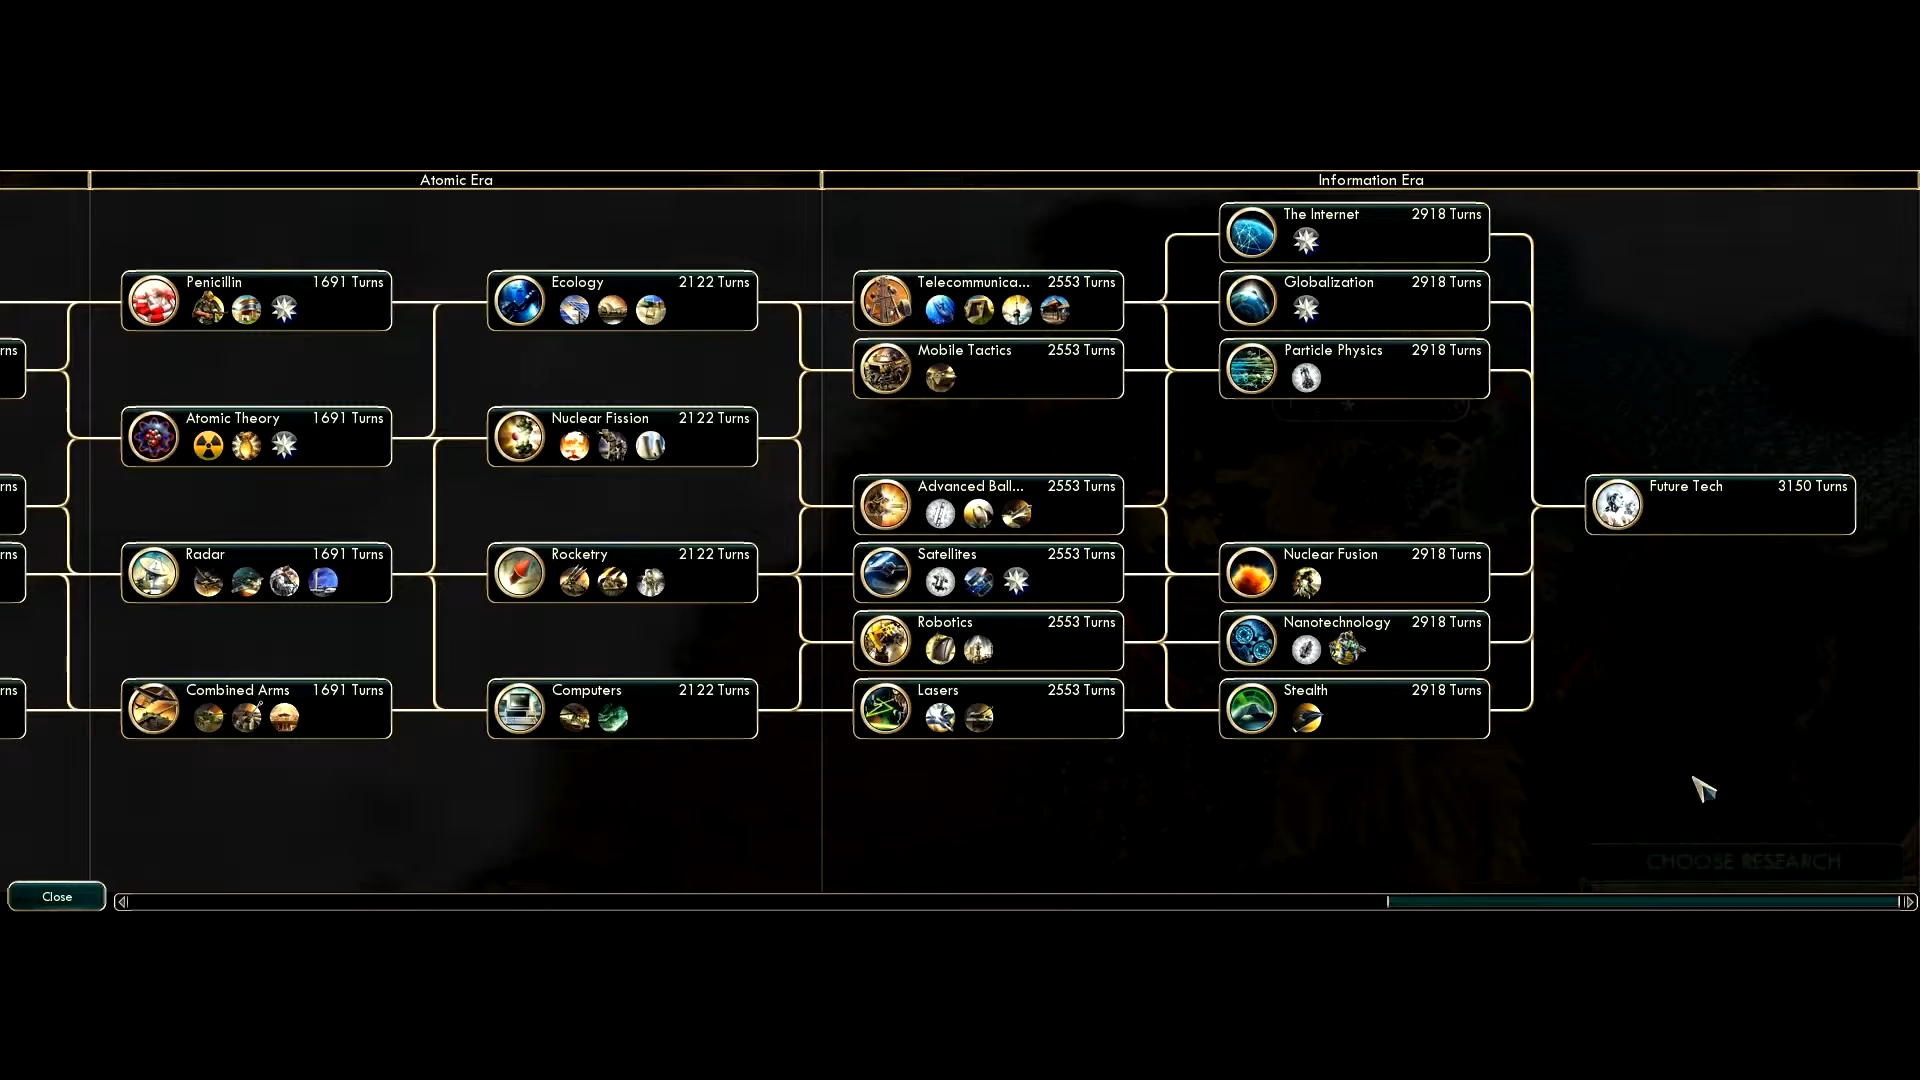 Atomic Era
Information Era
The Internet 2918 Turns
Penicillin 1691 Turns
Ecology 2122 Turns
Telecommunica... 2553 Turns
Globalization 2918 Turns
rns
Mobile Tactics 2553 Turns
Particle Physics 2918 Turns
Atomic Theory 1691 Turns
Nuclear Fission 2122 Turns
rns
Advanced Ball... 2553 Turns
Future Tech 3150 Turns
rns
Radar 1691 Turns
Rocketry 2122 Turns
Satellites 2553 Turns
Nuclear Fusion 2918 Turns
Robotics 2553 Turns
Nanotechnology 2918 Turns
rns
Combined Arms 1691 Turns
Computers 2122 Turns
Lasers 2553 Turns
Stealth 2918 Turns
CHOOSE RESEARCH
Close